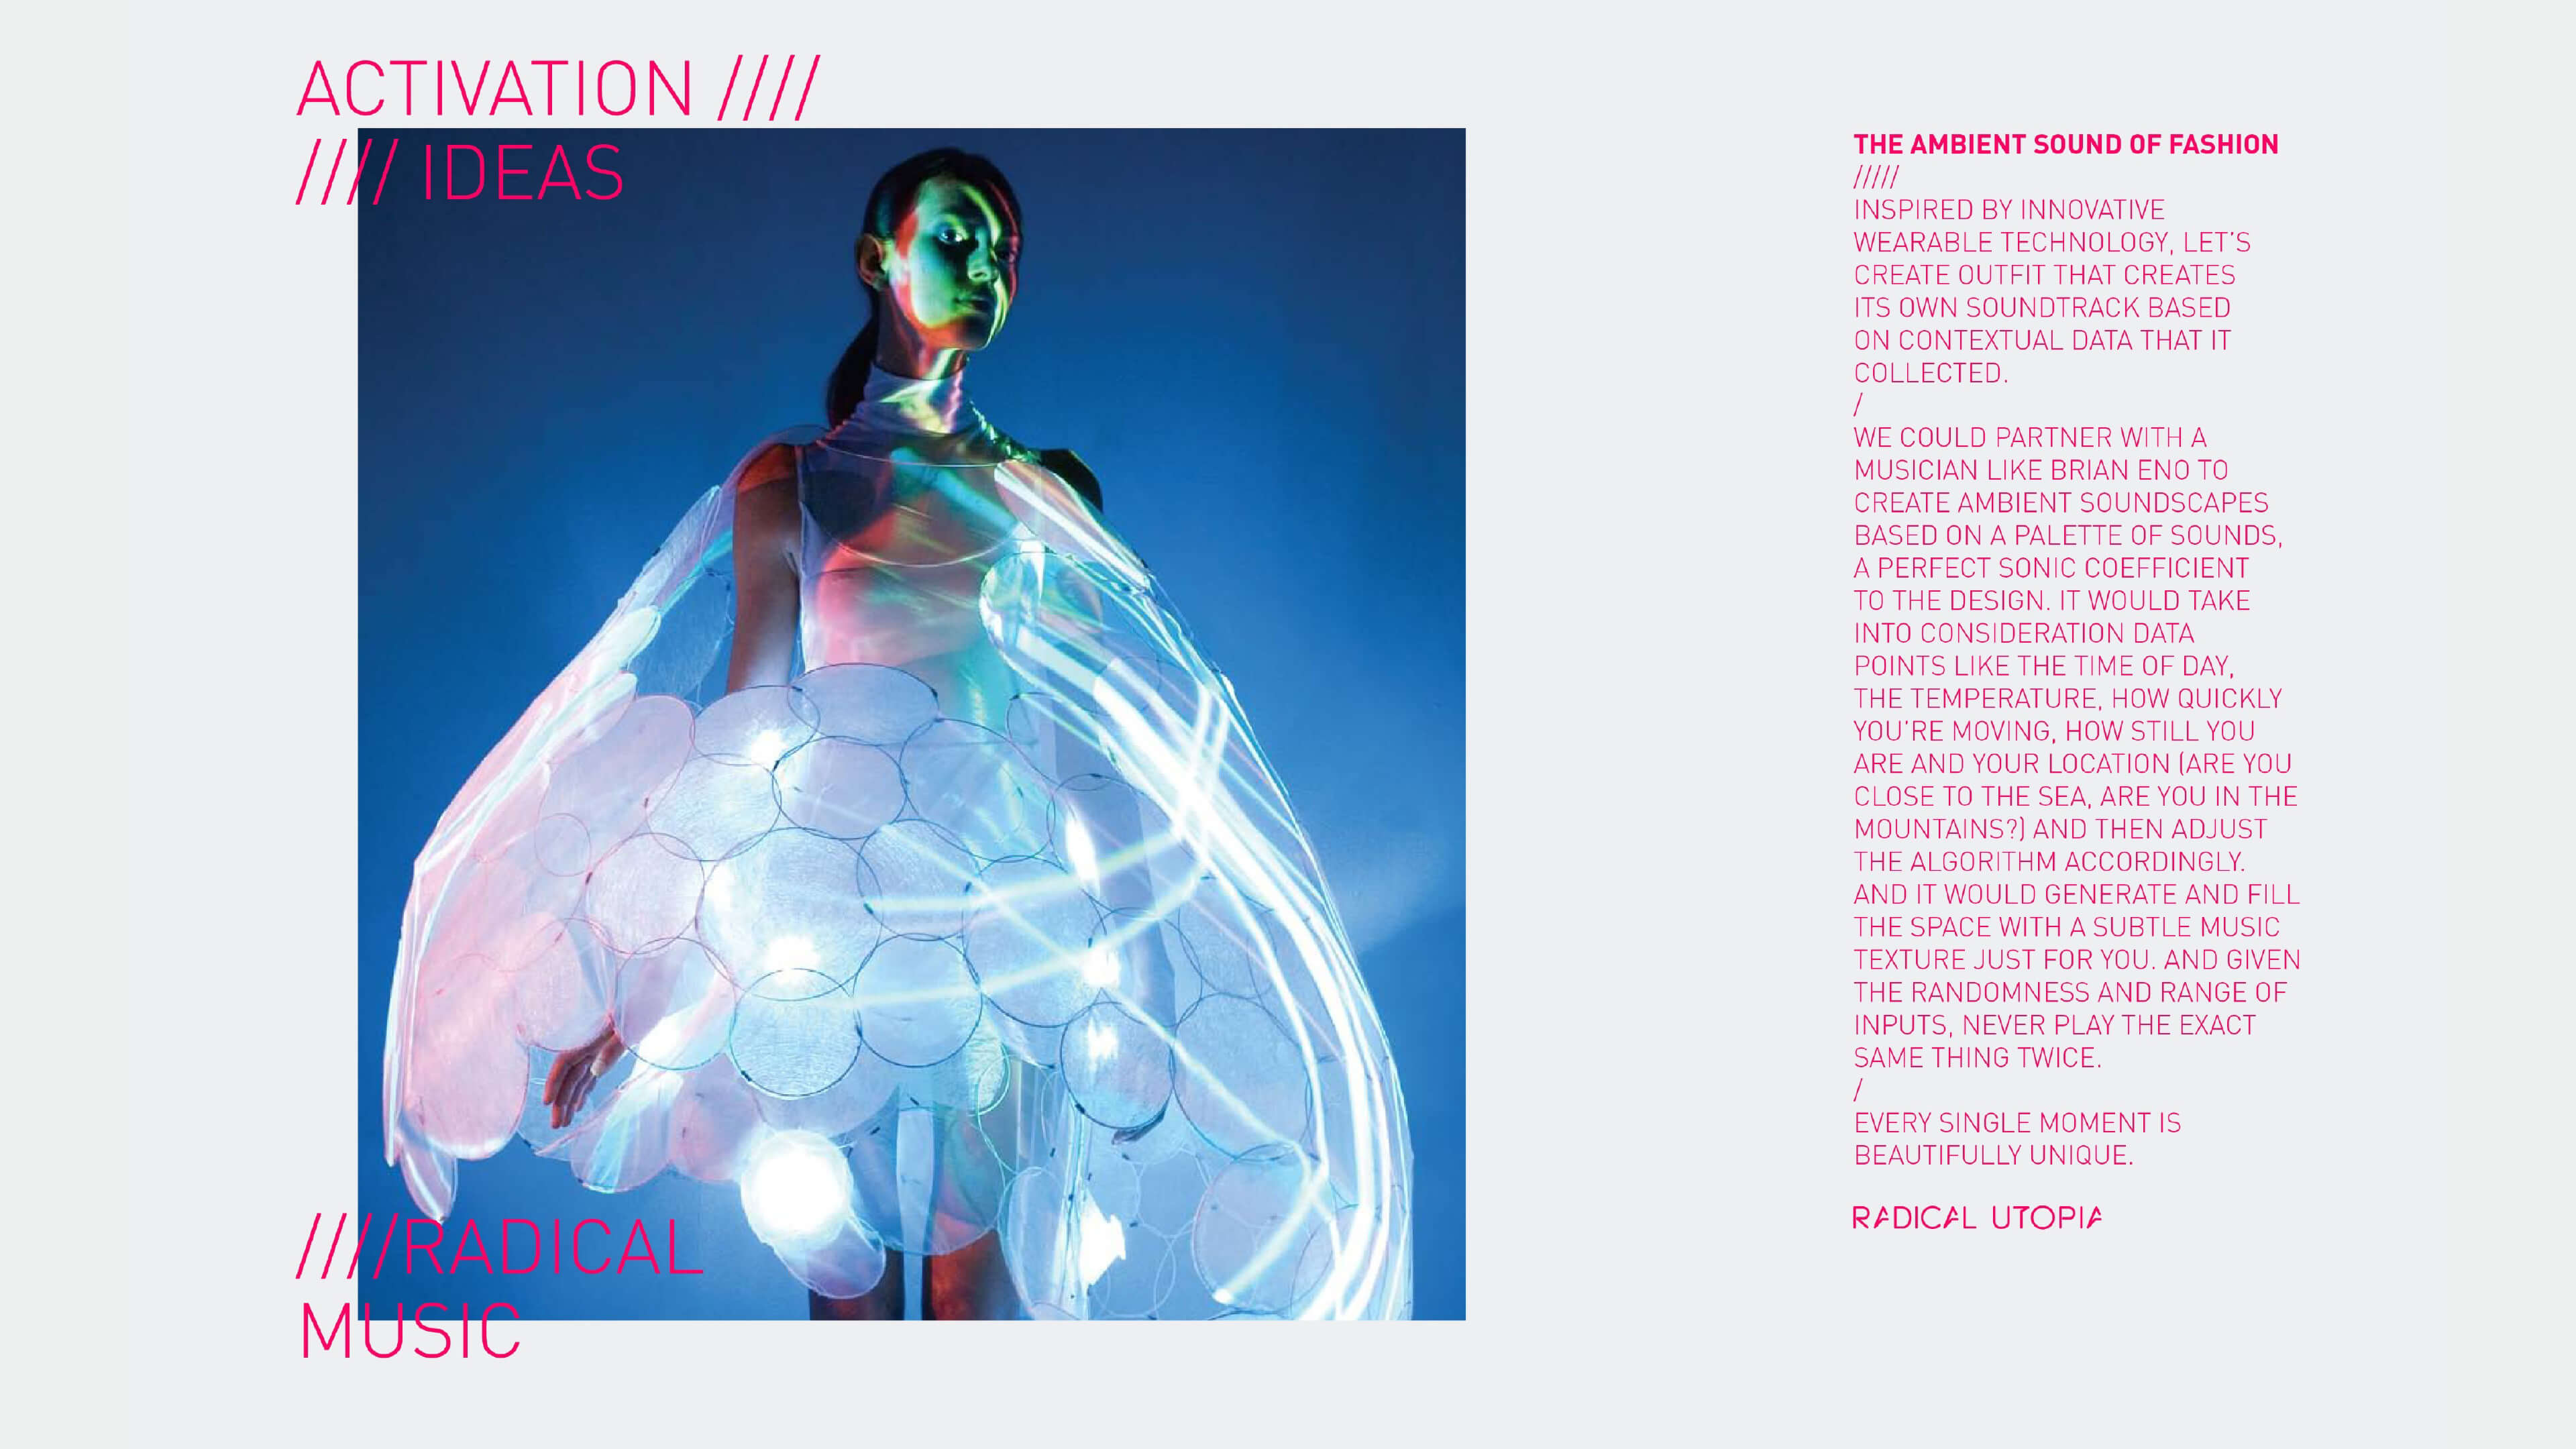 ACTIVATION ////
//// IDEAS
////RADICAL
MUSIC
THE AMBIENT SOUND OF FASHION
/////
INSPIRED BY INNOVATIVE
WEARABLE TECHNOLOGY, LET'S
CREATE OUTFIT THAT CREATES
ITS OWN SOUNDTRACK BASED
ON CONTEXTUAL DATA THAT IT
COLLECTED.
/
WE COULD PARTNER WITH A
MUSICIAN LIKE BRIAN ENO TO
CREATE AMBIENT SOUNDSCAPES
BASED ON A PALETTE OF SOUNDS,
A PERFECT SONIC COEFFICIENT
TO THE DESIGN. IT WOULD TAKE
INTO CONSIDERATION DATA
POINTS LIKE THE TIME OF DAY,
THE TEMPERATURE, HOW QUICKLY
YOU'RE MOVING, HOW STILL YOU
ARE AND YOUR LOCATION (ARE YOU
CLOSE TO THE SEA, ARE YOU IN THE
MOUNTAINS?) AND THEN ADJUST
THE ALGORITHM ACCORDINGLY.
AND IT WOULD GENERATE AND FILL
THE SPACE WITH A SUBTLE MUSIC
TEXTURE JUST FOR YOU. AND GIVEN
THE RANDOMNESS AND RANGE OF
INPUTS, NEVER PLAY THE EXACT
SAME THING TWICE.
/
EVERY SINGLE MOMENT IS
BEAUTIFULLY UNIQUE.
RADICAL UTOPIA